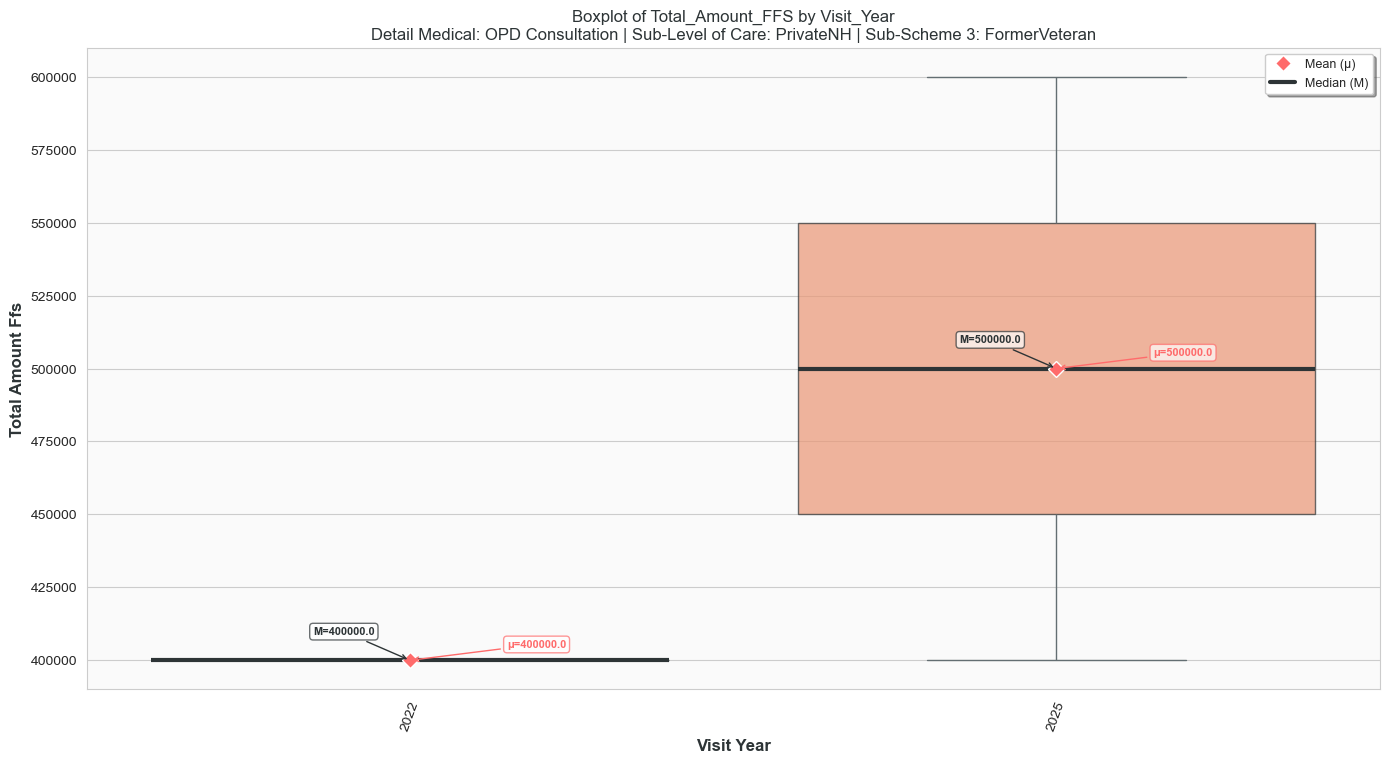 Boxplot of Total_Amount_FFS by Visit_Year
Detail Medical: OPD Consultation | Sub-Level of Care: PrivateNH | Sub-Scheme 3: FormerVeteran
Mean (μ)
Median (M)
Total Amount Ffs
600000
575000
550000
525000
500000
475000
450000
425000
400000
M=500000.0
μ=500000.0
M=400000.0
μ=400000.0
2022
2025
Visit Year